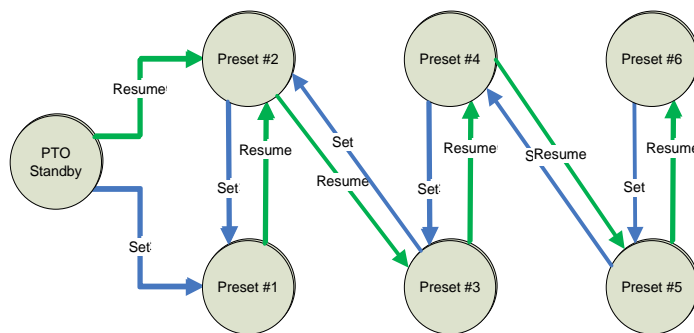 Preset #2
Preset #4
Preset #6
Resume
Set
Resume
Resume
Resume
Resume
PTO
Standby
Set
Resume
Set
Set
Set
Preset #1
Preset #3
Preset #5